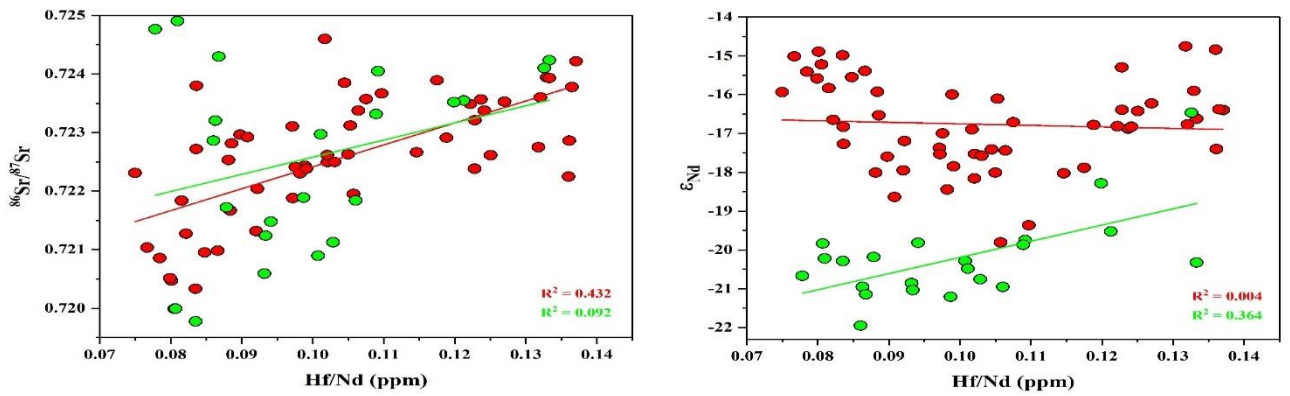 0.725
0.724
0.723
0.722
0.721
0.720
⁸⁶Sr/⁸⁷Sr
R² = 0.432
R² = 0.092
0.07 0.08 0.09 0.10 0.11 0.12 0.13 0.14
Hf/Nd (ppm)
-14
-15
-16
-17
-18
-19
-20
-21
-22
εNd
R² = 0.004
R² = 0.364
0.07 0.08 0.09 0.10 0.11 0.12 0.13 0.14
Hf/Nd (ppm)